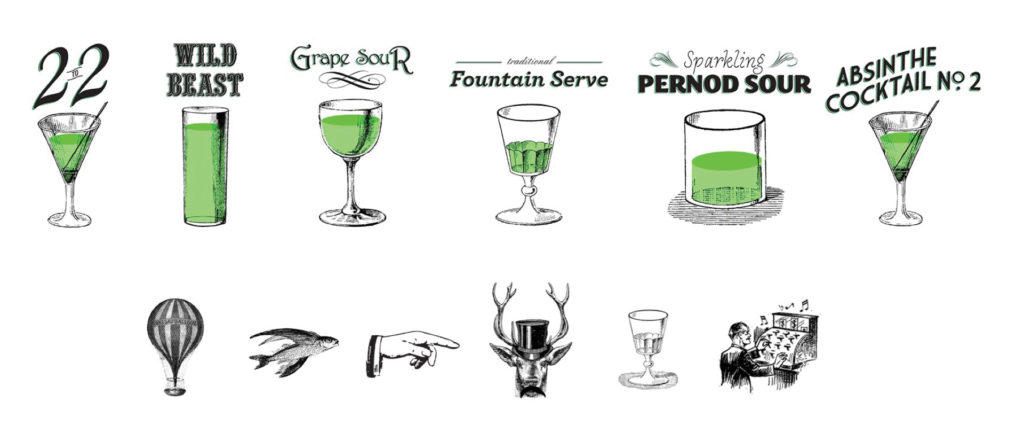 22
TO
WILD
BEAST
Grape SouR
traditional
Fountain Serve
Sparkling
PERNOD SOUR
ABSINTHE
COCKTAIL NO. 2